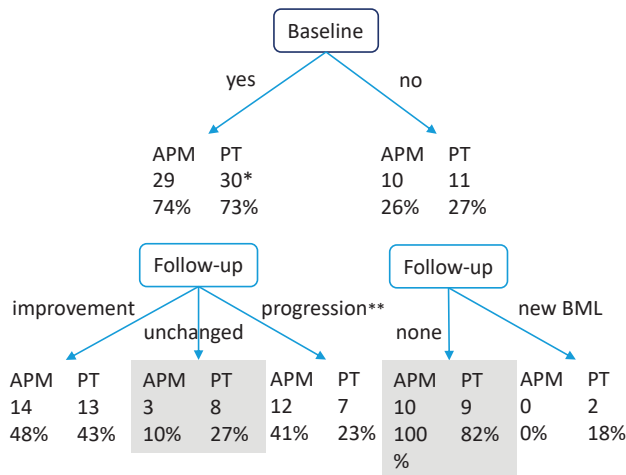 Baseline
yes no
APM PT APM PT
29 30* 10 11
74% 73% 26% 27%
Follow-up Follow-up
improvement progression** new BML
unchanged none
APM PT APM PT APM PT APM PT APM PT
14 13 3 8 12 7 10 9 0 2
48% 43% 10% 27% 41% 23% 100 82% 0% 18%
%